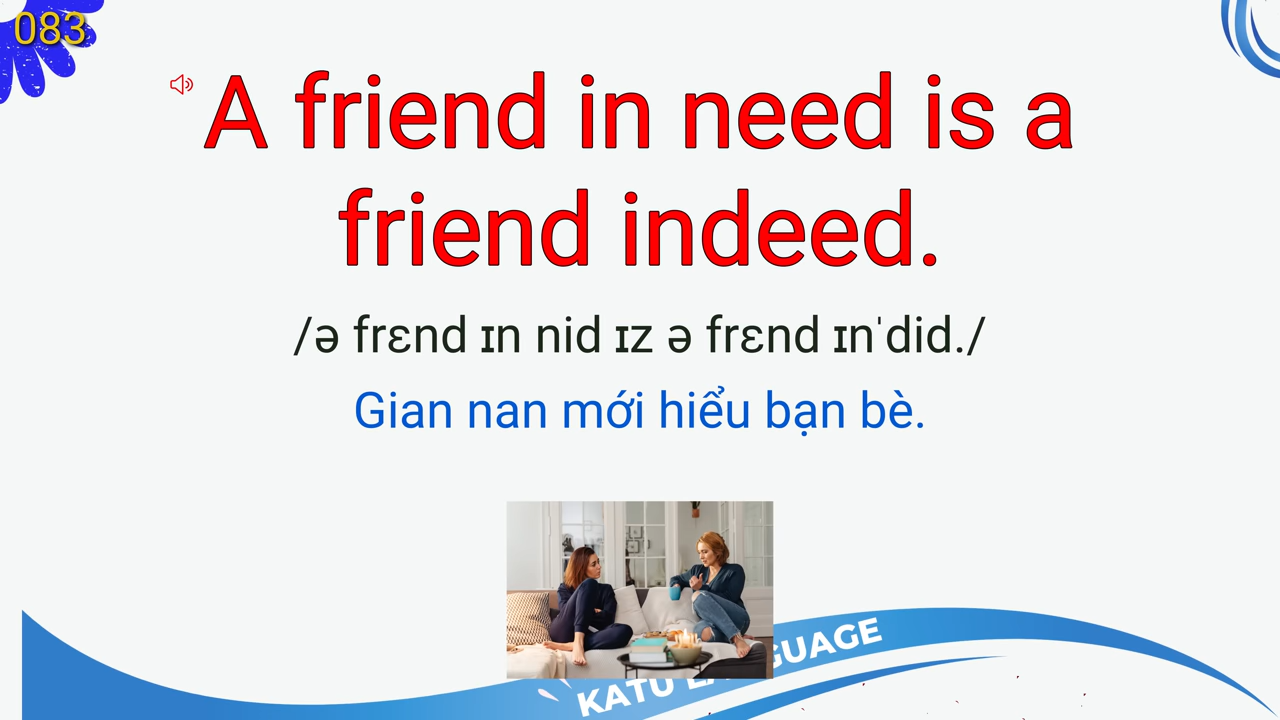 083
A friend in need is a
friend indeed.
/ə frɛnd ɪn nid ɪz ə frɛnd ɪnˈdid./
Gian nan mới hiểu bạn bè.
KATU GUAGE